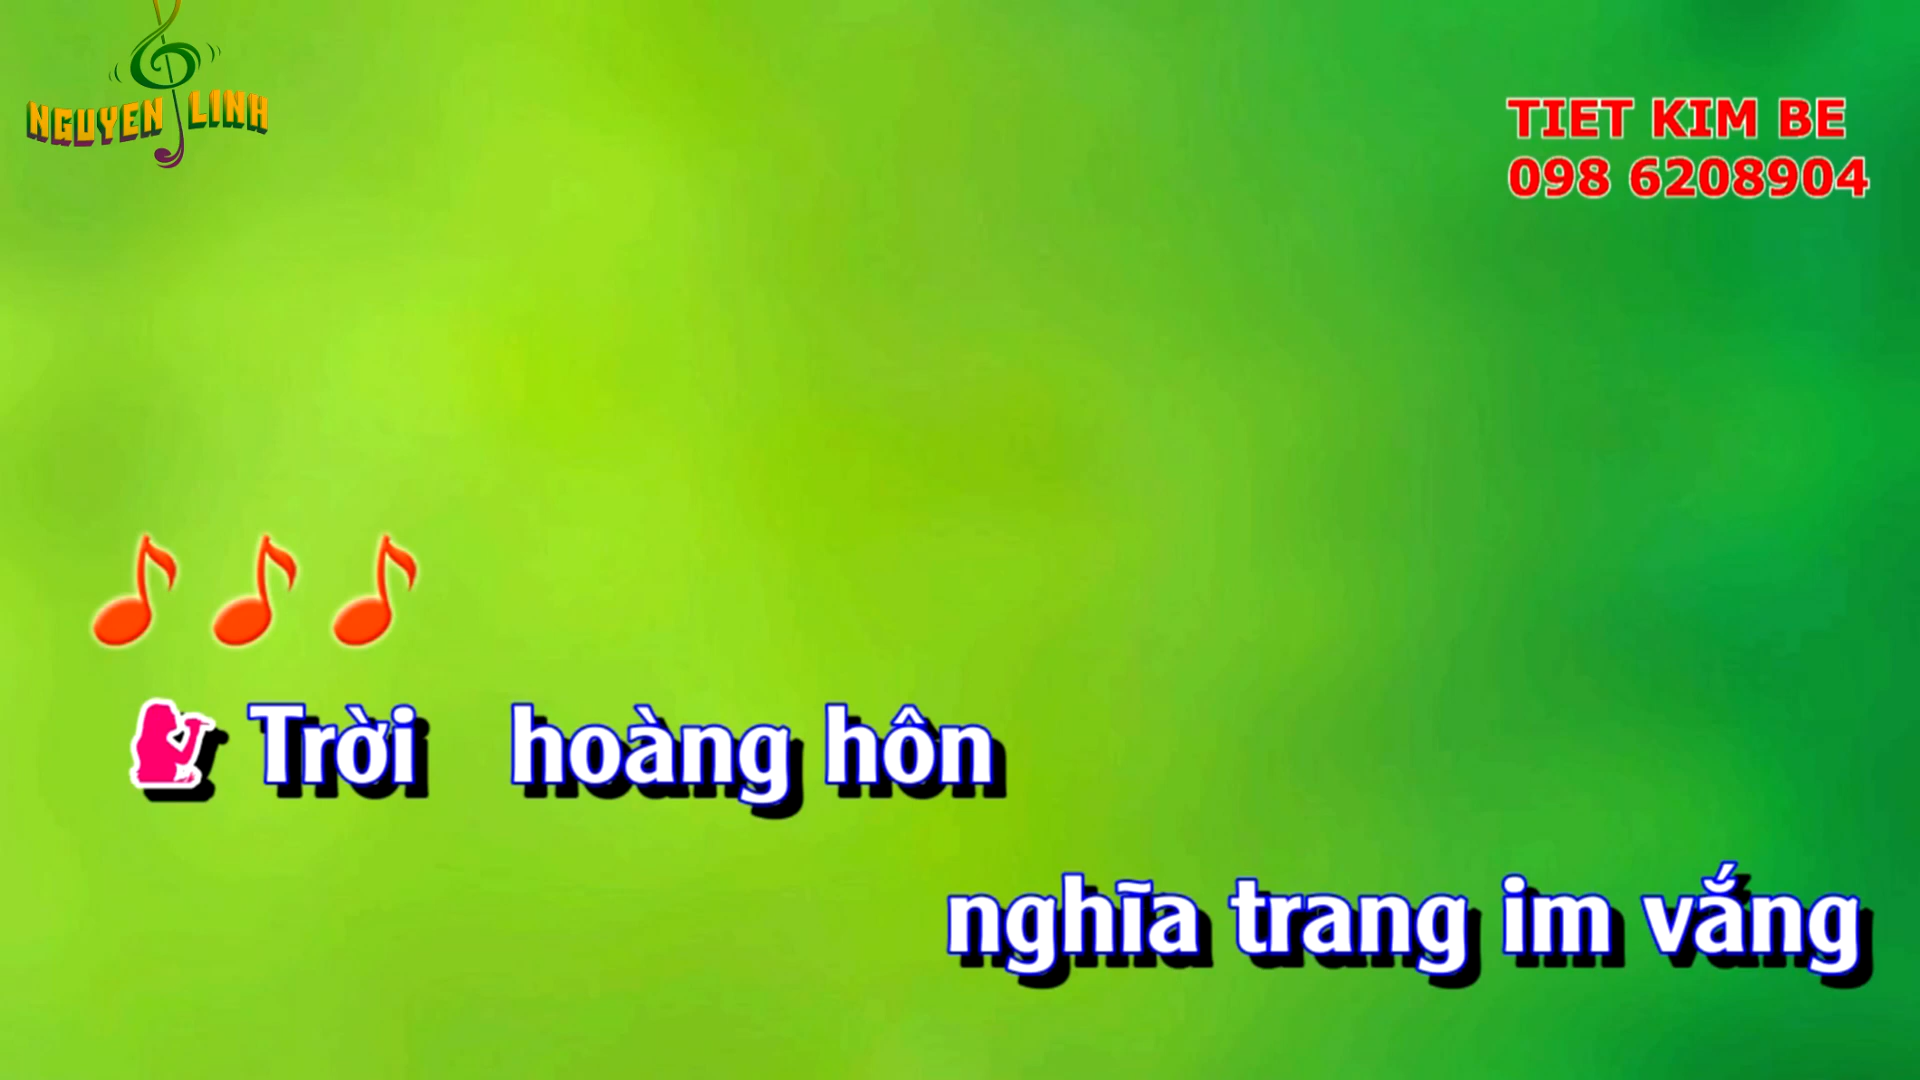 NGUYEN LINH
TIET KIM BE
098 6208904
Trời hoàng hôn
nghĩa trang im vắng